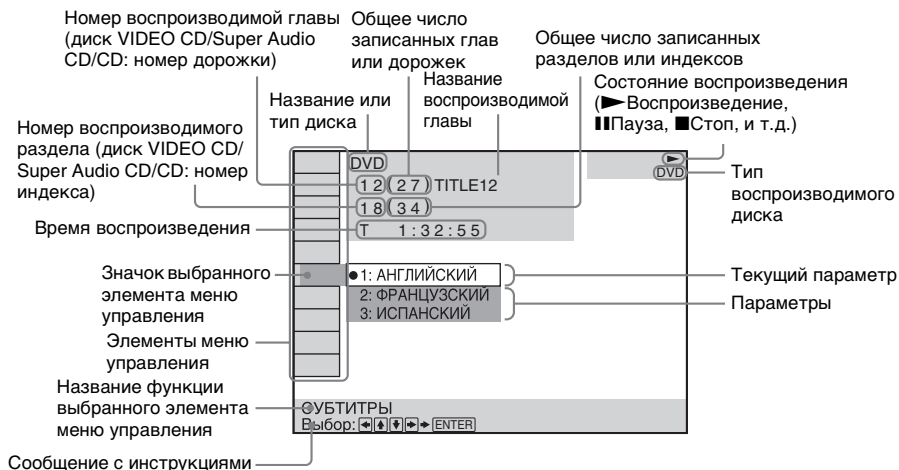 Номер воспроизводимой главы
(диск VIDEO CD/Super Audio
CD/CD: номер дорожки)
Общее число
записанных глав
или дорожек
Общее число записанных
разделов или индексов
Название
воспроизводимой
главы
Состояние воспроизведения
(►Воспроизведение,
❚❚Пауза, ■Стоп, и т.д.)
Название или
тип диска
Номер воспроизводимого
раздела (диск VIDEO CD/
Super Audio CD/CD: номер
индекса)
Тип
воспроизводимого
диска
Время воспроизведения
DVD
12(27) TITLE12
18(34)
T 1:32:55
►
DVD
Значок выбранного
элемента меню
управления
●1: АНГЛИЙСКИЙ
2: ФРАНЦУЗСКИЙ
3: ИСПАНСКИЙ
Текущий параметр
Параметры
Элементы меню
управления
Название функции
выбранного элемента
меню управления
СУБТИТРЫ
Выбор: ←↑↓→ → ENTER
Сообщение с инструкциями